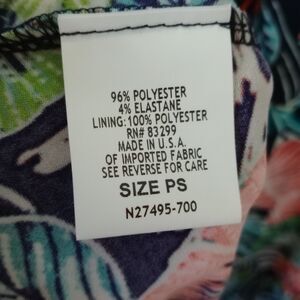 96% POLYESTER
4% ELASTANE
LINING: 100% POLYESTER
RN# 83299
MADE IN U.S.A.
OF IMPORTED FABRIC
SEE REVERSE FOR CARE
SIZE PS
N27495-700